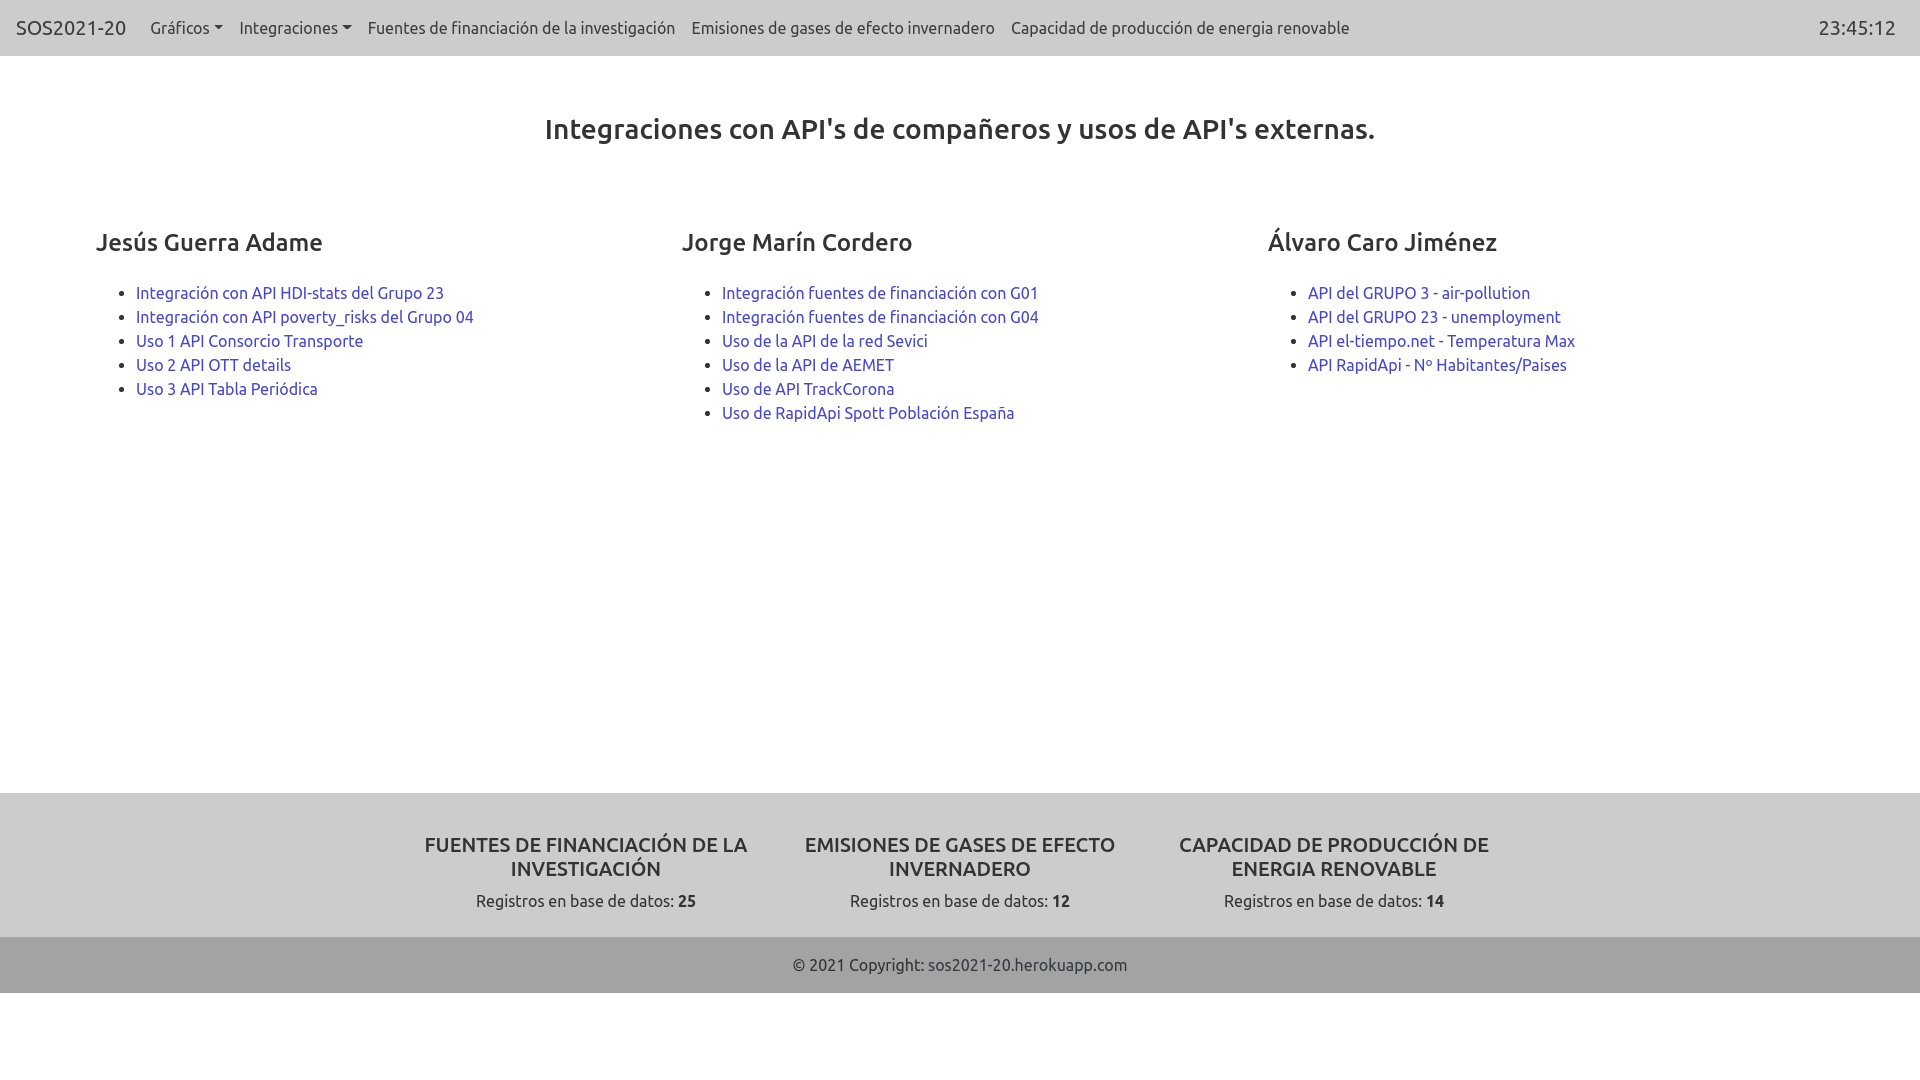 SOS2021-20 Gráficos Integraciones Fuentes de financiación de la investigación Emisiones de gases de efecto invernadero Capacidad de producción de energia renovable 23:45:12
Integraciones con API's de compañeros y usos de API's externas.
Jesús Guerra Adame
Integración con API HDI-stats del Grupo 23
Integración con API poverty_risks del Grupo 04
Uso 1 API Consorcio Transporte
Uso 2 API OTT details
Uso 3 API Tabla Periódica
Jorge Marín Cordero
Integración fuentes de financiación con G01
Integración fuentes de financiación con G04
Uso de la API de la red Sevici
Uso de la API de AEMET
Uso de API TrackCorona
Uso de RapidApi Spott Población España
Álvaro Caro Jiménez
API del GRUPO 3 - air-pollution
API del GRUPO 23 - unemployment
API el-tiempo.net - Temperatura Max
API RapidApi - Nº Habitantes/Paises
FUENTES DE FINANCIACIÓN DE LA
INVESTIGACIÓN
Registros en base de datos: 25
EMISIONES DE GASES DE EFECTO
INVERNADERO
Registros en base de datos: 12
CAPACIDAD DE PRODUCCIÓN DE
ENERGIA RENOVABLE
Registros en base de datos: 14
© 2021 Copyright: sos2021-20.herokuapp.com